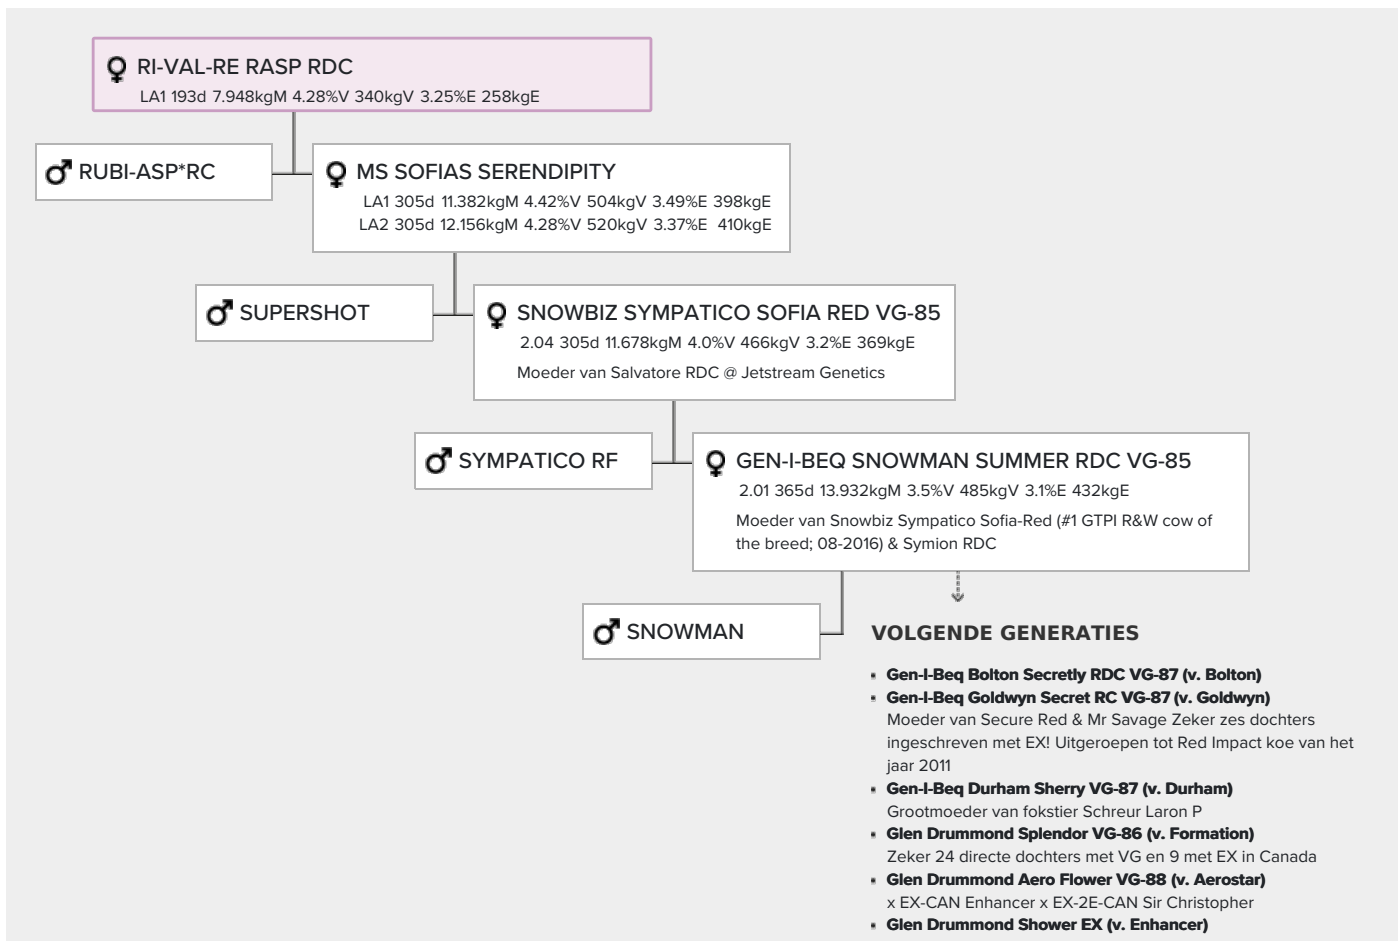 RI-VAL-RE RASP RDC
LA1 193d 7.948kgM 4.28%V 340kgV 3.25%E 258kgE
RUBI-ASP*RC
MS SOFIAS SERENDIPITY
LA1 305d 11.382kgM 4.42%V 504kgV 3.49%E 398kgE
LA2 305d 12.156kgM 4.28%V 520kgV 3.37%E 410kgE
SUPERSHOT
SNOWBIZ SYMPATICO SOFIA RED VG-85
2.04 305d 11.678kgM 4.0%V 466kgV 3.2%E 369kgE
Moeder van Salvatore RDC @ Jetstream Genetics
SYMPATICO RF
GEN-I-BEQ SNOWMAN SUMMER RDC VG-85
2.01 365d 13.932kgM 3.5%V 485kgV 3.1%E 432kgE
Moeder van Snowbiz Sympatico Sofia-Red (#1 GTPI R&W cow of
the breed; 08-2016) & Symion RDC
SNOWMAN
VOLGENDE GENERATIES
Gen-I-Beq Bolton Secretly RDC VG-87 (v. Bolton)
Gen-I-Beq Goldwyn Secret RC VG-87 (v. Goldwyn)
Moeder van Secure Red & Mr Savage Zeker zes dochters
ingeschreven met EX! Uitgeroepen tot Red Impact koe van het
jaar 2011
Gen-I-Beq Durham Sherry VG-87 (v. Durham)
Grootmoeder van fokstier Schreur Laron P
Glen Drummond Splendor VG-86 (v. Formation)
Zeker 24 directe dochters met VG en 9 met EX in Canada
Glen Drummond Aero Flower VG-88 (v. Aerostar)
x EX-CAN Enhancer x EX-2E-CAN Sir Christopher
Glen Drummond Shower EX (v. Enhancer)